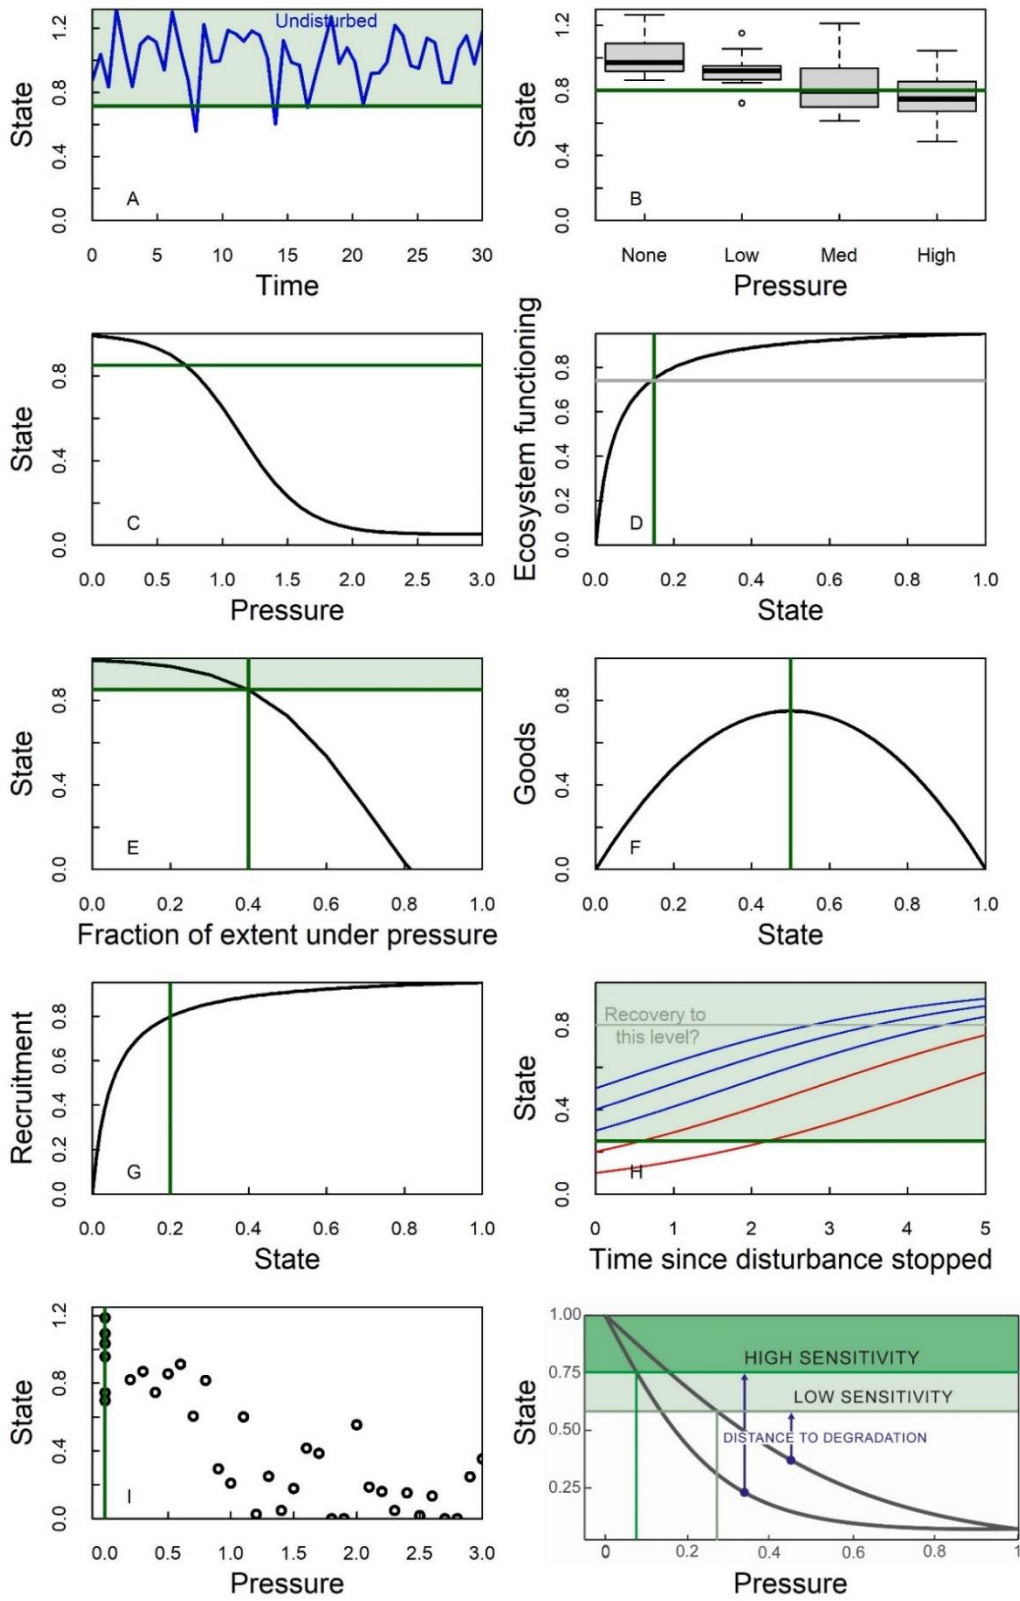 Undisturbed
State
0.0 0.4 0.8 1.2
A
0 5 10 15 20 25 30
Time
State
0.0 0.4 0.8 1.2
B
None Low Med High
Pressure
State
0.0 0.4 0.8
C
0.0 0.5 1.0 1.5 2.0 2.5 3.0
Pressure
Ecosystem functioning
0.0 0.2 0.4 0.6 0.8
D
0.0 0.2 0.4 0.6 0.8 1.0
State
State
0.0 0.4 0.8
E
0.0 0.2 0.4 0.6 0.8 1.0
Fraction of extent under pressure
Goods
0.0 0.4 0.8
F
0.0 0.2 0.4 0.6 0.8 1.0
State
Recruitment
0.0 0.2 0.4 0.6 0.8
G
0.0 0.2 0.4 0.6 0.8 1.0
State
Recovery to
this level?
State
0.0 0.4 0.8
H
0 1 2 3 4 5
Time since disturbance stopped
State
0.0 0.4 0.8 1.2
I
0.0 0.5 1.0 1.5 2.0 2.5 3.0
Pressure
1.00
HIGH SENSITIVITY
0.75
LOW SENSITIVITY
0.50
DISTANCE TO DEGRADATION
0.25
State
0 0.2 0.4 0.6 0.8 1
Pressure